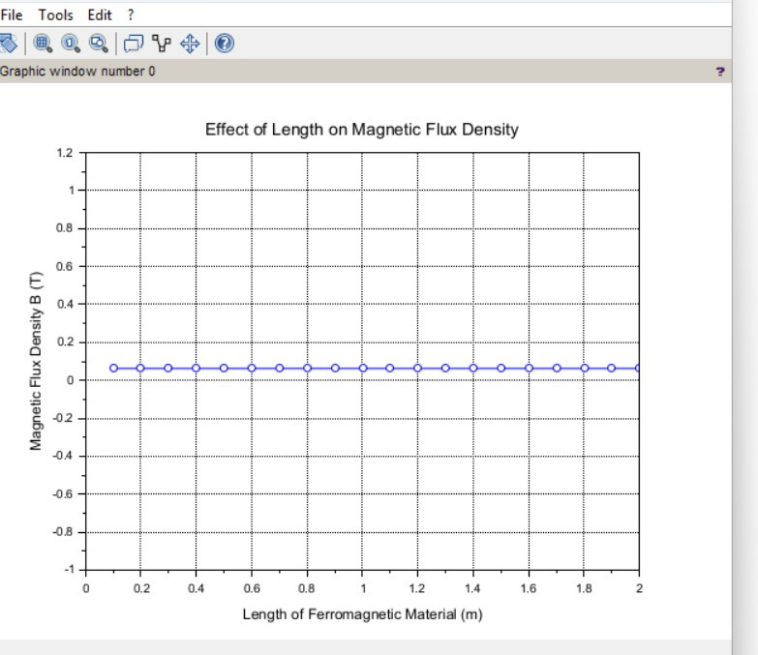 File Tools Edit ?
Graphic window number 0 ?
Effect of Length on Magnetic Flux Density
1.2
1
0.8
0.6
0.4
0.2
0
-0.2
-0.4
-0.6
-0.8
-1
Magnetic Flux Density B (T)
0 0.2 0.4 0.6 0.8 1 1.2 1.4 1.6 1.8 2
Length of Ferromagnetic Material (m)